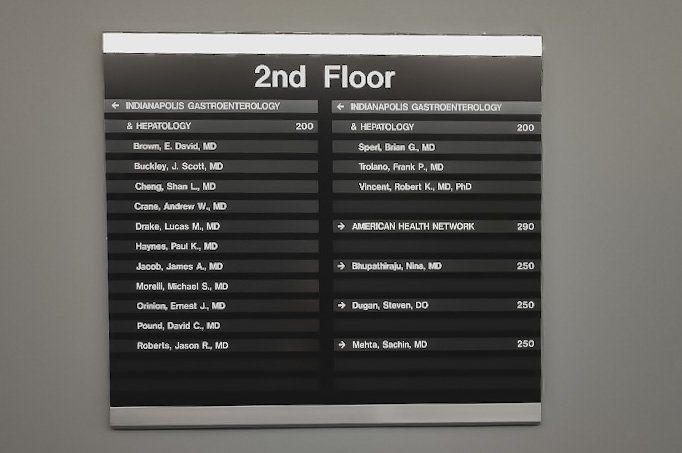 2nd Floor
← INDIANAPOLIS GASTROENTEROLOGY
& HEPATOLOGY 200
Brown, E. David, MD
Buckley, J. Scott, MD
Cheng, Shan L., MD
Crane, Andrew W., MD
Drake, Lucas M., MD
Haynes, Paul K., MD
Jacob, James A., MD
Morelli, Michael S., MD
Orinion, Ernest J., MD
Pound, David C., MD
Roberts, Jason R., MD
← INDIANAPOLIS GASTROENTEROLOGY
& HEPATOLOGY 200
Sperl, Brian G., MD
Trolano, Frank P., MD
Vincent, Robert K., MD, PhD
→ AMERICAN HEALTH NETWORK 290
→ Bhupathiraju, Nina, MD 250
→ Dugan, Steven, DO 250
→ Mehta, Sachin, MD 250